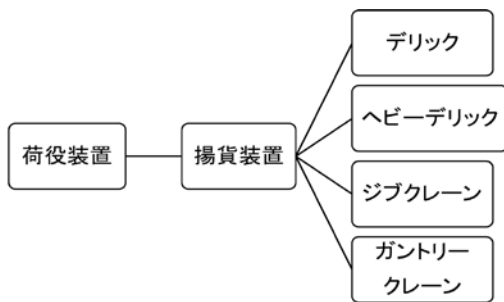 荷役装置
揚貨装置
デリック
ヘビーデリック
ジブクレーン
ガントリー
クレーン